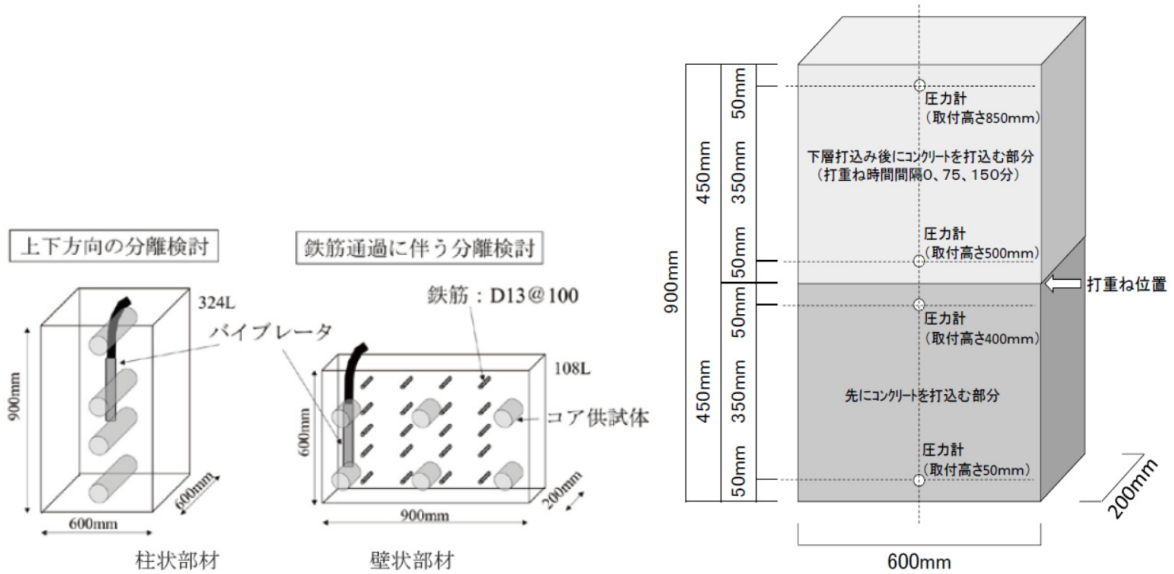 上下方向の分離検討
324L
バイブレータ
900mm
600mm
600mm
柱状部材
鉄筋通過に伴う分離検討
鉄筋：D13@100
108L
コア供試体
600mm
900mm
200mm
壁状部材
900mm
450mm
450mm
50mm
350mm
50mm
50mm
350mm
50mm
圧力計
(取付高さ850mm)
下層打込み後にコンクリートを打込む部分
(打重ね時間間隔0、75、150分)
圧力計
(取付高さ500mm)
打重ね位置
圧力計
(取付高さ400mm)
先にコンクリートを打込む部分
圧力計
(取付高さ50mm)
200mm
600mm